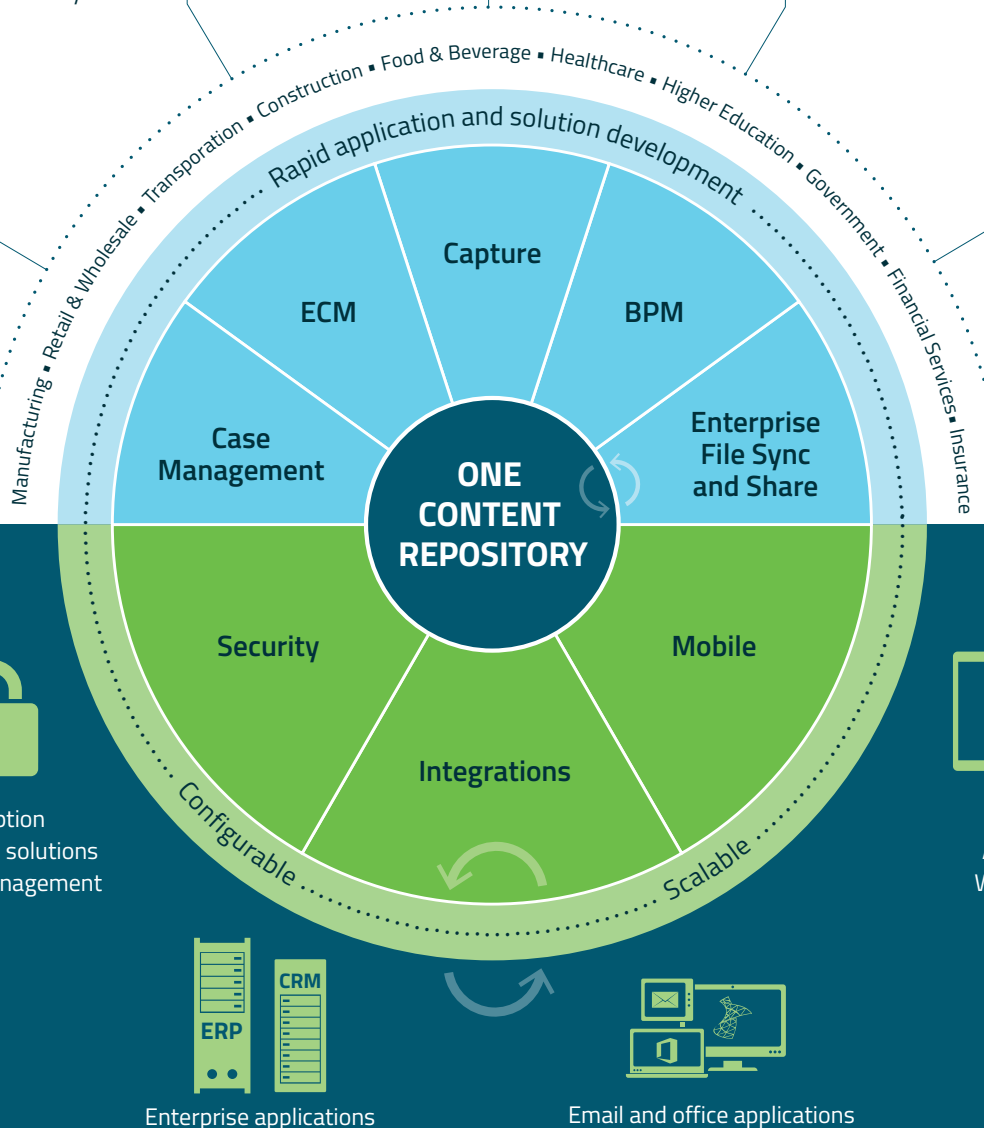 Manufacturing ▪ Retail & Wholesale ▪ Transporation ▪ Construction ▪ Food & Beverage ▪ Healthcare ▪ Higher Education ▪ Government ▪ Financial Services ▪ Insurance
Rapid application and solution development
Capture
ECM
BPM
Case
Management
Enterprise
File Sync
and Share
ONE
CONTENT
REPOSITORY
Security
Mobile
Integrations
Configurable
Scalable
solutions
CRM
ERP
Enterprise applications
Email and office applications